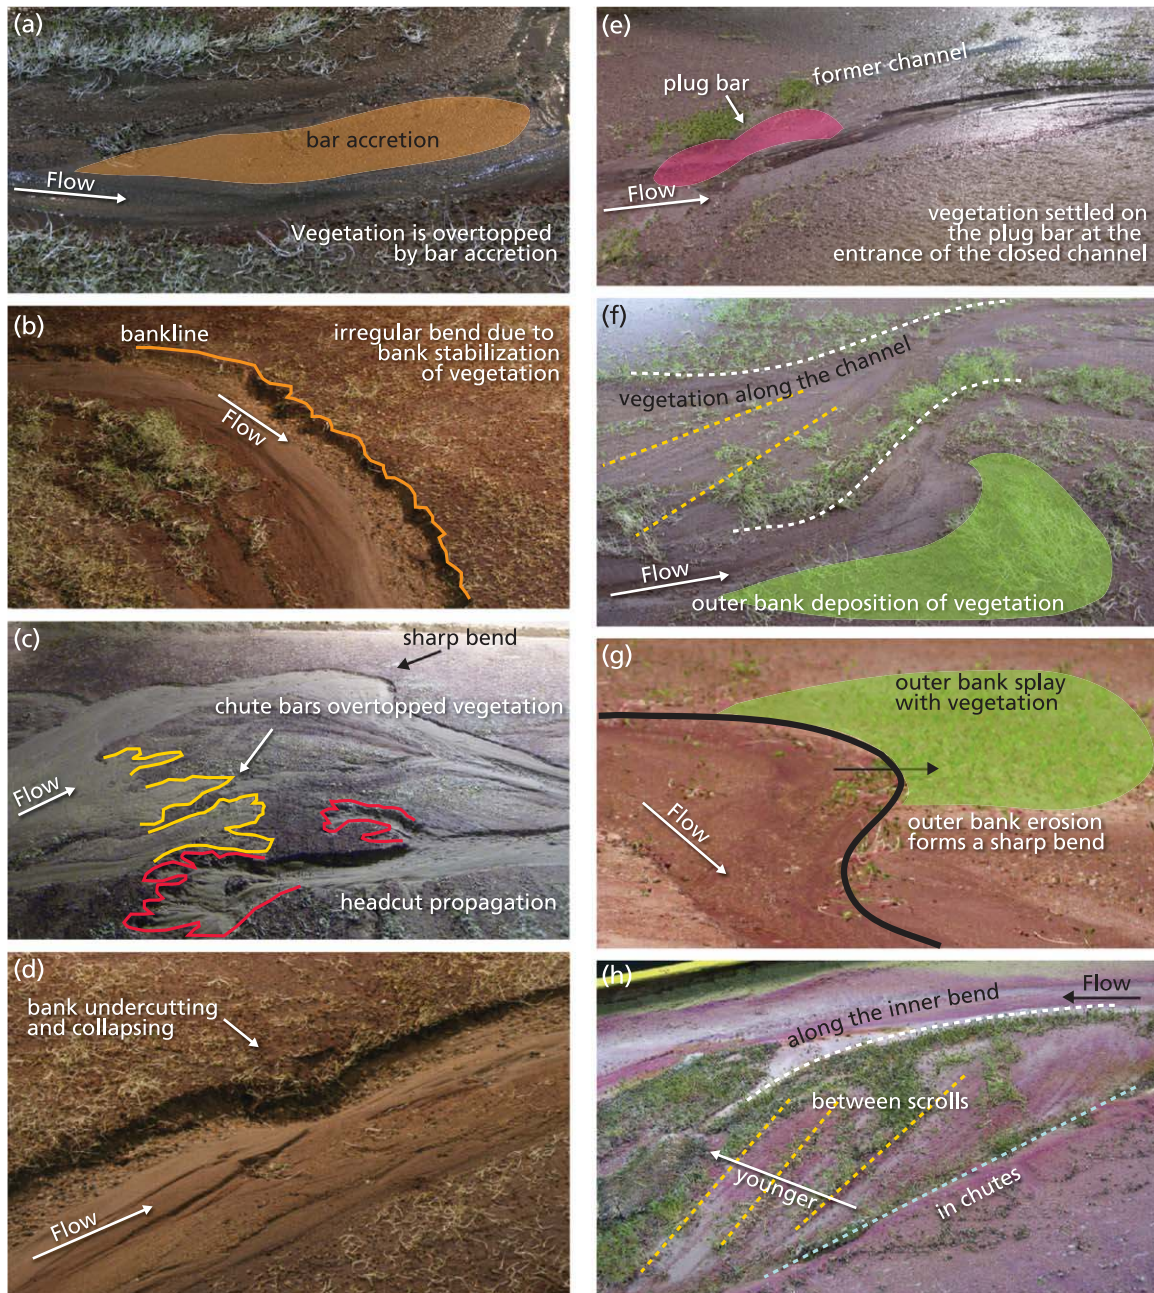 (a)
bar accretion
Flow
Vegetation is overtopped
by bar accretion
(b)
bankline
irregular bend due to
bank stabilization
of vegetation
Flow
(c)
sharp bend
chute bars overtopped vegetation
Flow
headcut propagation
(d)
bank undercutting
and collapsing
Flow
(e)
former channel
plug bar
Flow
vegetation settled on
the plug bar at the
entrance of the closed channel
(f)
vegetation along the channel
Flow
outer bank deposition of vegetation
(g)
outer bank splay
with vegetation
Flow
outer bank erosion
forms a sharp bend
(h)
Flow
along the inner bend
between scrolls
younger
in chutes